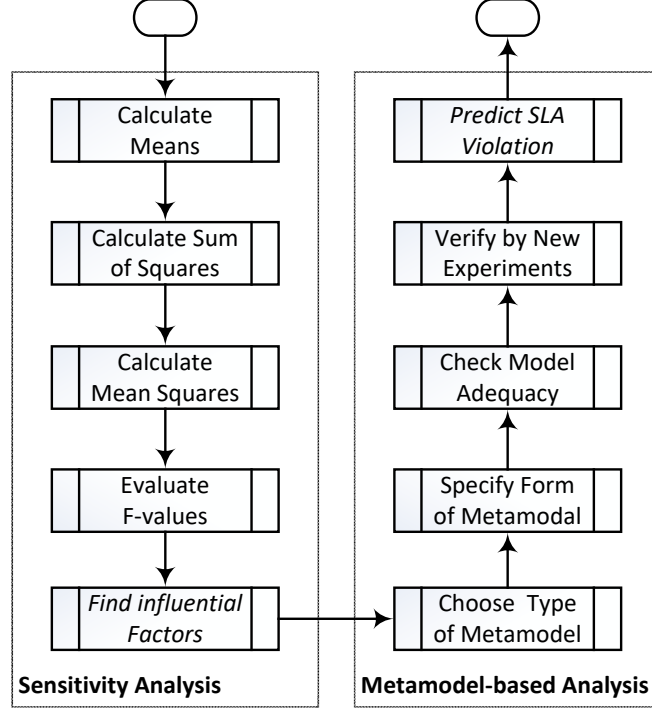 Calculate
Means
Calculate Sum
of Squares
Calculate
Mean Squares
Evaluate
F-values
Find influential
Factors
Sensitivity Analysis
Predict SLA
Violation
Verify by New
Experiments
Check Model
Adequacy
Specify Form
of Metamodal
Choose Type
of Metamodel
Metamodel-based Analysis